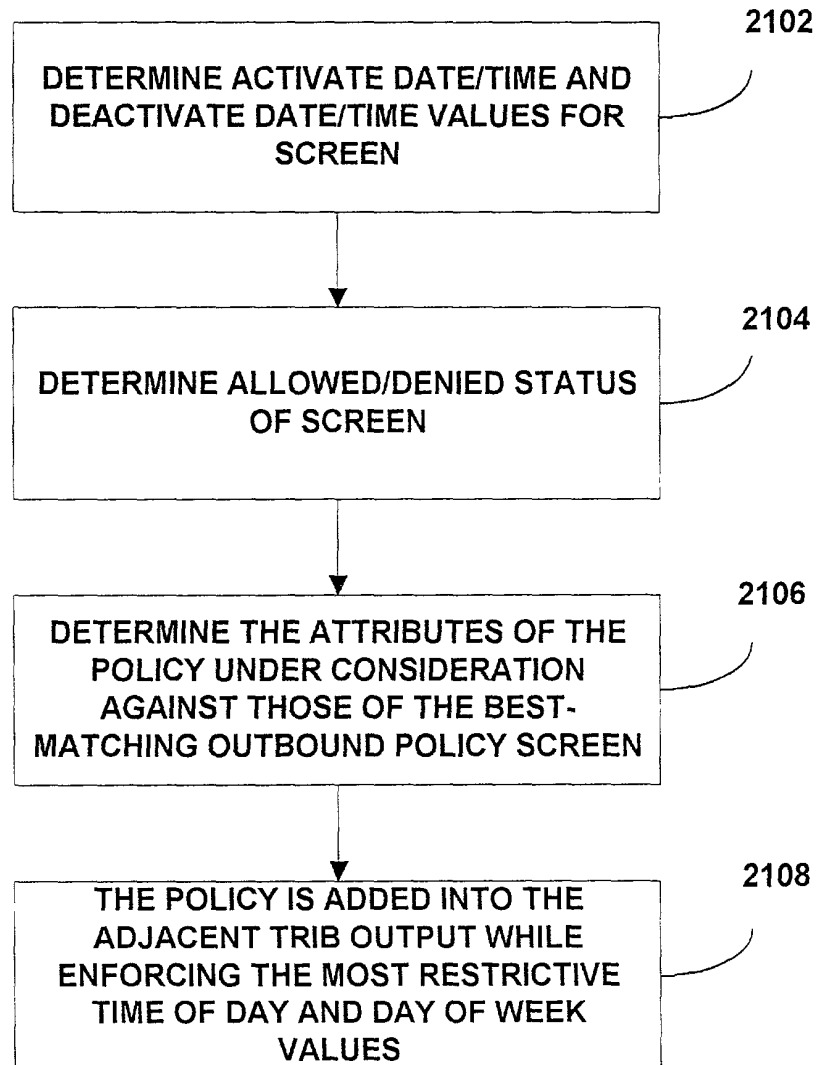 2102
DETERMINE ACTIVATE DATE/TIME AND
DEACTIVATE DATE/TIME VALUES FOR
SCREEN
2104
DETERMINE ALLOWED/DENIED STATUS
OF SCREEN
2106
DETERMINE THE ATTRIBUTES OF THE
POLICY UNDER CONSIDERATION
AGAINST THOSE OF THE BEST-
MATCHING OUTBOUND POLICY SCREEN
2108
THE POLICY IS ADDED INTO THE
ADJACENT TRIB OUTPUT WHILE
ENFORCING THE MOST RESTRICTIVE
TIME OF DAY AND DAY OF WEEK
VALUES